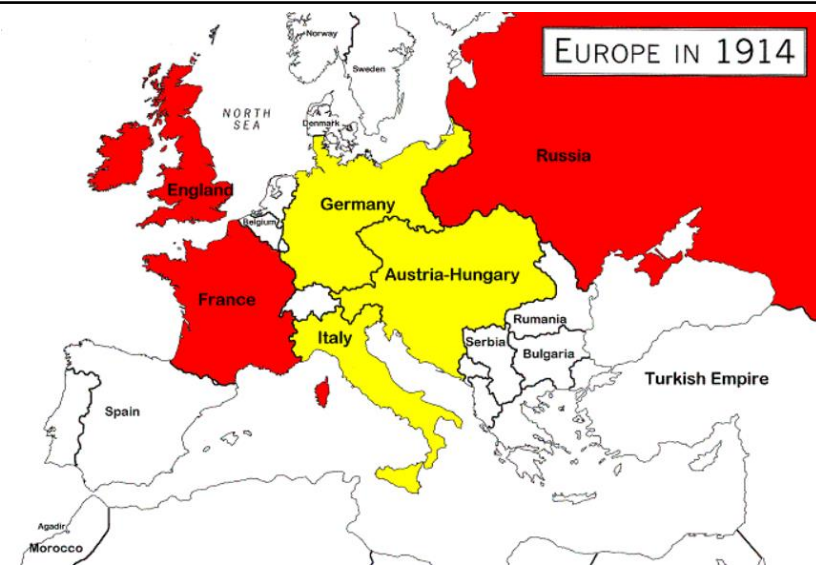 EUROPE IN 1914
Norway
Sweden
NORTH
SEA
Denmark
Russia
England
Germany
Belgium
Austria-Hungary
France
Rumania
Italy
Serbia
Bulgaria
Turkish Empire
Spain
Agadir
Morocco